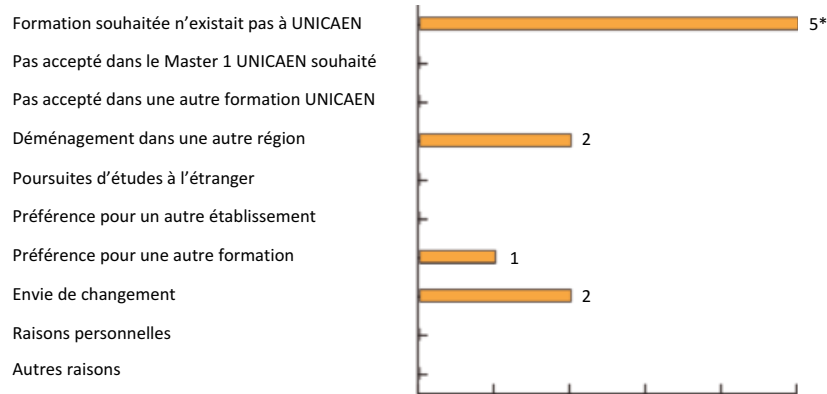 Formation souhaitée n’existait pas à UNICAEN 5*
Pas accepté dans le Master 1 UNICAEN souhaité
Pas accepté dans une autre formation UNICAEN
Déménagement dans une autre région 2
Poursuites d’études à l’étranger
Préférence pour un autre établissement
Préférence pour une autre formation 1
Envie de changement 2
Raisons personnelles
Autres raisons